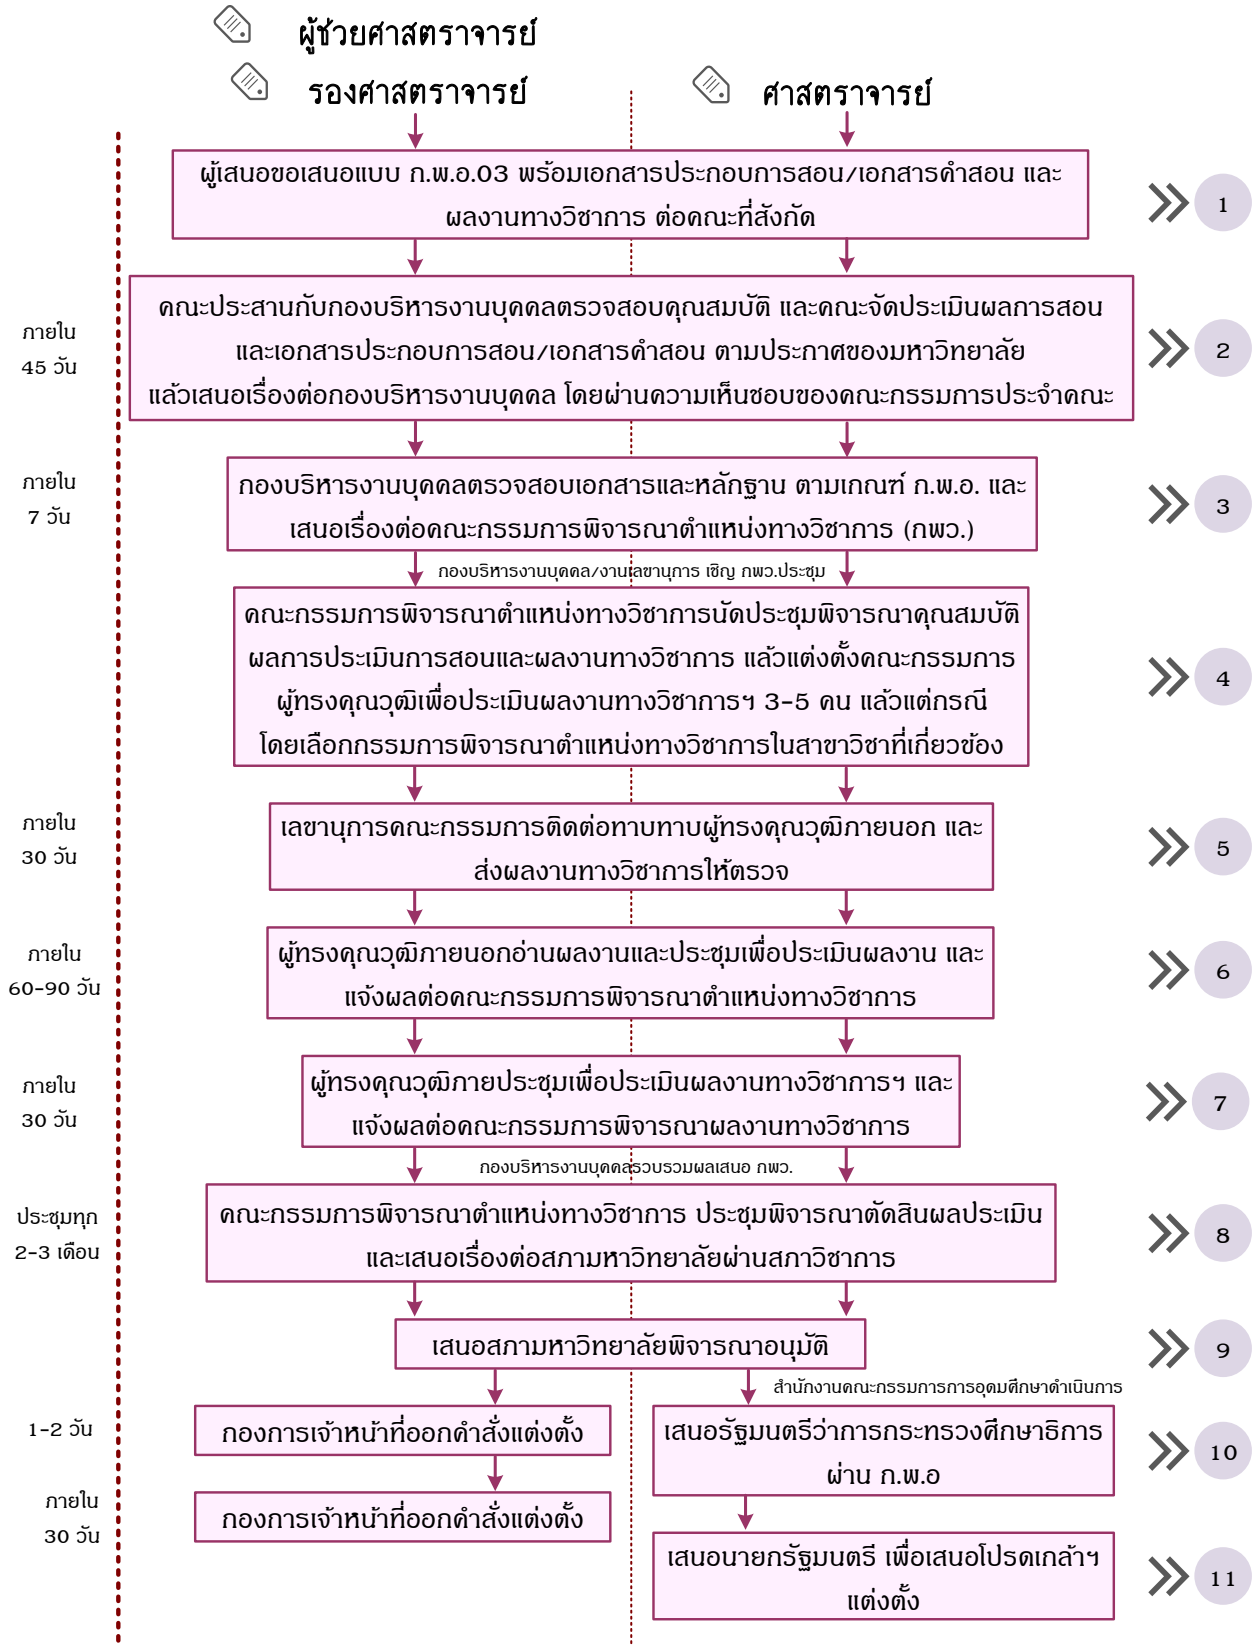 ผู้ช่วยศาสตราจารย์
รองศาสตราจารย์
ศาสตราจารย์
ผู้เสนอขอเสนอแบบ ก.พ.อ.03 พร้อมเอกสารประกอบการสอน/เอกสารคำสอน และ
ผลงานทางวิชาการ ต่อคณะที่สังกัด
1
ภายใน
45 วัน
คณะประสานกับกองบริหารงานบุคคลตรวจสอบคุณสมบัติ และคณะจัดประเมินผลการสอน
และเอกสารประกอบการสอน/เอกสารคำสอน ตามประกาศของมหาวิทยาลัย
แล้วเสนอเรื่องต่อกองบริหารงานบุคคล โดยผ่านความเห็นชอบของคณะกรรมการประจำคณะ
2
ภายใน
7 วัน
กองบริหารงานบุคคลตรวจสอบเอกสารและหลักฐาน ตามเกณฑ์ ก.พ.อ. และ
เสนอเรื่องต่อคณะกรรมการพิจารณาตำแหน่งทางวิชาการ (กพว.)
3
กองบริหารงานบุคคล/งานเลขานุการ เชิญ กพว.ประชุม
คณะกรรมการพิจารณาตำแหน่งทางวิชาการนัดประชุมพิจารณาคุณสมบัติ
ผลการประเมินการสอนและผลงานทางวิชาการ แล้วแต่งตั้งคณะกรรมการ
ผู้ทรงคุณวุฒิเพื่อประเมินผลงานทางวิชาการฯ 3-5 คน แล้วแต่กรณี
โดยเลือกกรรมการพิจารณาตำแหน่งทางวิชาการในสาขาวิชาที่เกี่ยวข้อง
4
ภายใน
30 วัน
เลขานุการคณะกรรมการติดต่อทาบทาบผู้ทรงคุณวุฒิภายนอก และ
ส่งผลงานทางวิชาการให้ตรวจ
5
ภายใน
60-90 วัน
ผู้ทรงคุณวุฒิภายนอกอ่านผลงานและประชุมเพื่อประเมินผลงาน และ
แจ้งผลต่อคณะกรรมการพิจารณาตำแหน่งทางวิชาการ
6
ภายใน
30 วัน
ผู้ทรงคุณวุฒิภายประชุมเพื่อประเมินผลงานทางวิชาการฯ และ
แจ้งผลต่อคณะกรรมการพิจารณาผลงานทางวิชาการ
7
กองบริหารงานบุคคลรวบรวมผลเสนอ กพว.
ประชุมทุก
2-3 เดือน
คณะกรรมการพิจารณาตำแหน่งทางวิชาการ ประชุมพิจารณาตัดสินผลประเมิน
และเสนอเรื่องต่อสภามหาวิทยาลัยผ่านสภาวิชาการ
8
เสนอสภามหาวิทยาลัยพิจารณาอนุมัติ
9
สำนักงานคณะกรรมการการอุดมศึกษาดำเนินการ
1-2 วัน
กองการเจ้าหน้าที่ออกคำสั่งแต่งตั้ง
เสนอรัฐมนตรีว่าการกระทรวงศึกษาธิการ
ผ่าน ก.พ.อ
10
ภายใน
30 วัน
กองการเจ้าหน้าที่ออกคำสั่งแต่งตั้ง
เสนอนายกรัฐมนตรี เพื่อเสนอโปรดเกล้าฯ
แต่งตั้ง
11